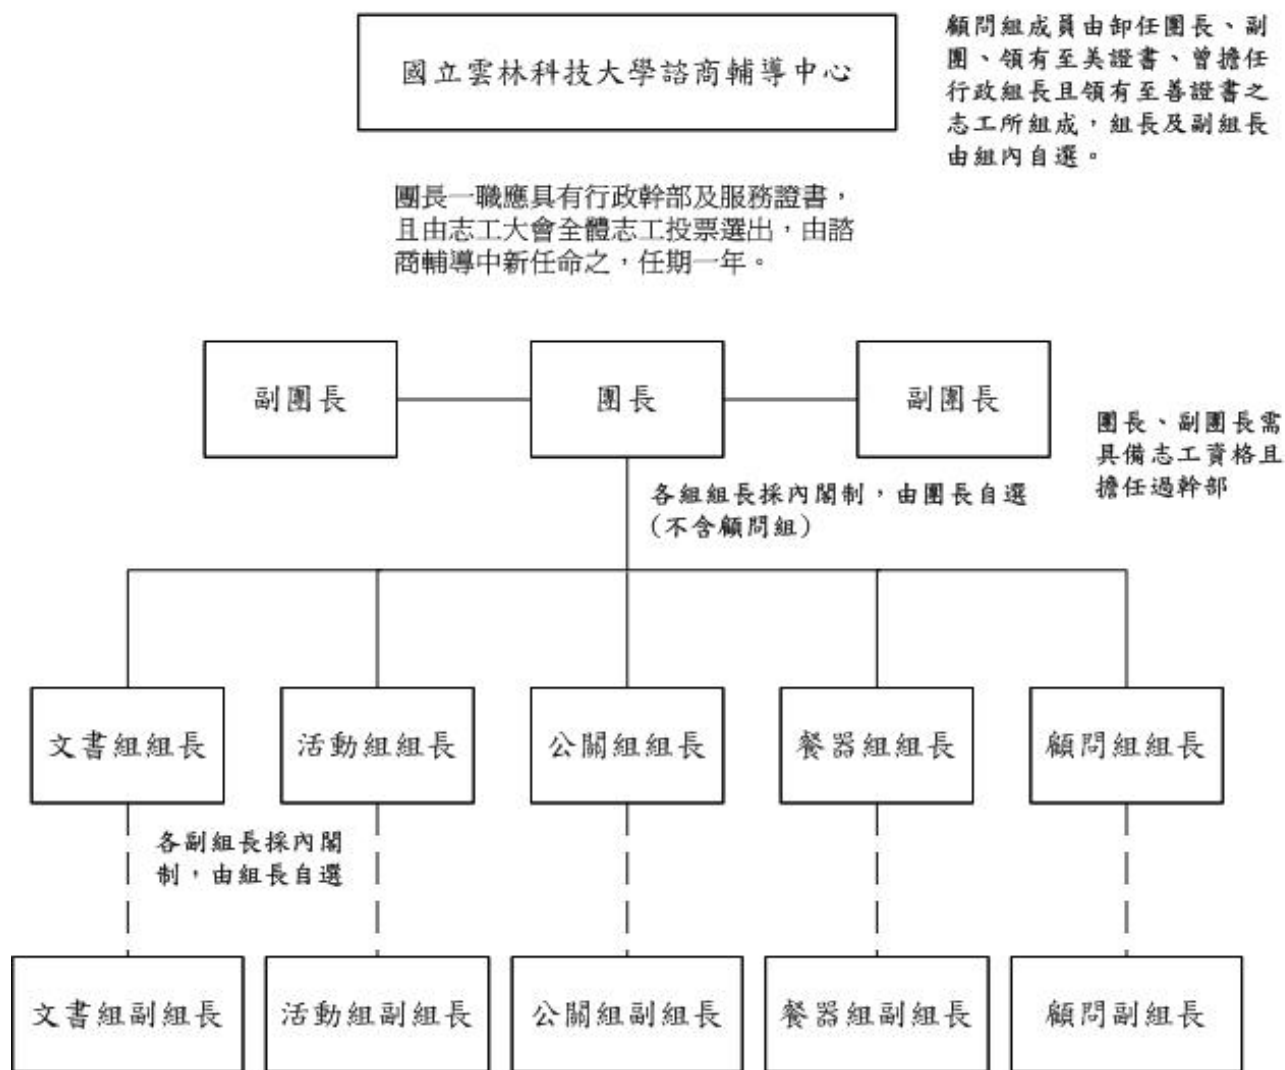 國立雲林科技大學諮商輔導中心
顧問組成員由卸任團長、副
團、領有至美證書、曾擔任
行政組長且領有至善證書之
志工所組成，組長及副組長
由組內自選。
團長一職應具有行政幹部及服務證書，
且由志工大會全體志工投票選出，由諮
商輔導中新任命之，任期一年。
副團長
團長
副團長
團長、副團長需
具備志工資格且
擔任過幹部
各組組長採內閣制，由團長自選
(不含顧問組)
文書組組長
活動組組長
公關組組長
餐器組組長
顧問組組長
各副組長採內閣
制，由組長自選
文書組副組長
活動組副組長
公關組副組長
餐器組副組長
顧問副組長